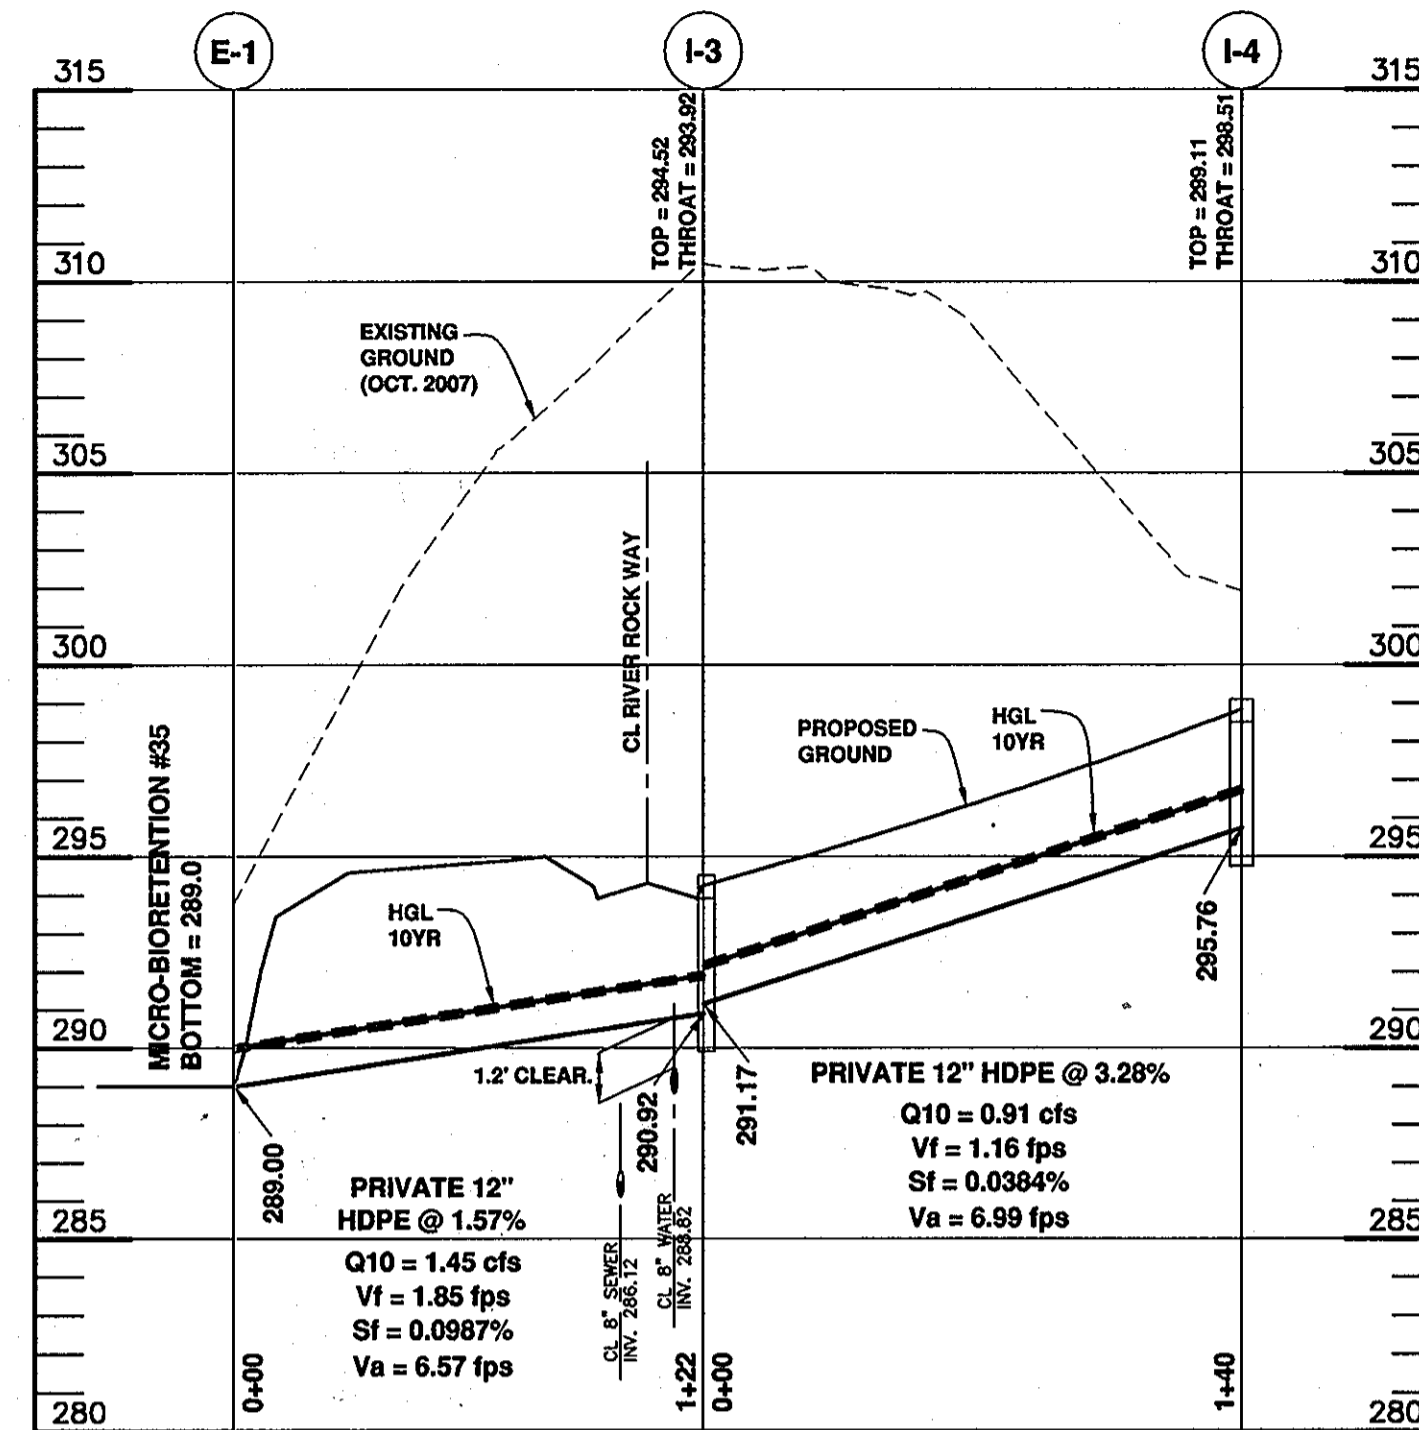 E-1
I-3
I-4
315
315
TOP = 294.52
THROAT = 293.92
TOP = 299.11
THROAT = 298.51
310
310
EXISTING
GROUND
(OCT. 2007)
305
305
CL RIVER ROCK WAY
300
300
MICRO-BIORETENTION #35
BOTTOM = 289.0
PROPOSED
GROUND
HGL
10YR
295
295
HGL
10YR
295.76
290
290
1.2' CLEAR.
290.92
291.17
289.00
PRIVATE 12" HDPE @ 3.28%
Q10 = 0.91 cfs
Vf = 1.16 fps
Sf = 0.0384%
Va = 6.99 fps
PRIVATE 12"
HDPE @ 1.57%
Q10 = 1.45 cfs
Vf = 1.85 fps
Sf = 0.0987%
Va = 6.57 fps
285
285
CL 8" SEWER
INV. 286.12
CL 8" WATER
INV. 288.82
0+00
1+22
0+00
1+40
280
280